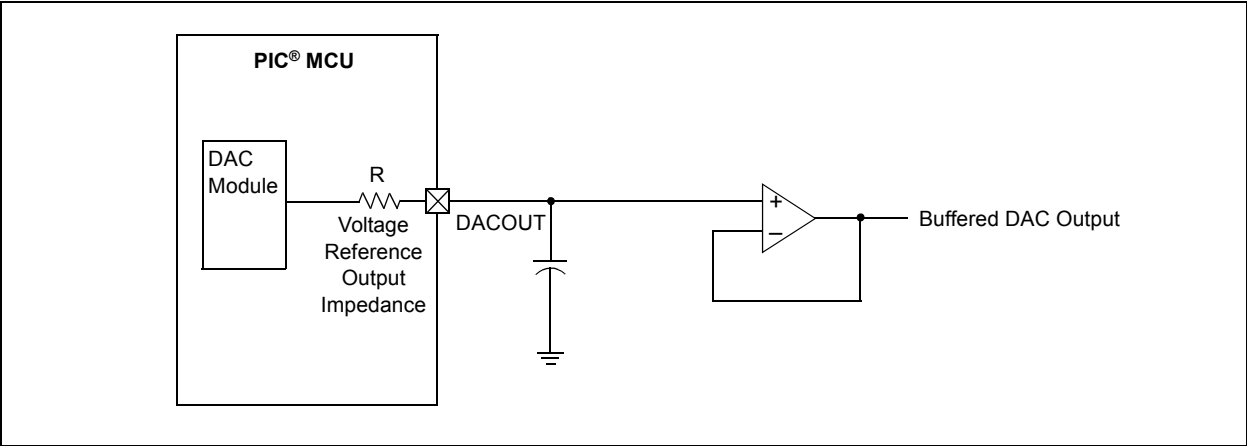 PIC® MCU
DAC
Module
R
Voltage
Reference
Output
Impedance
DACOUT
+
–
Buffered DAC Output